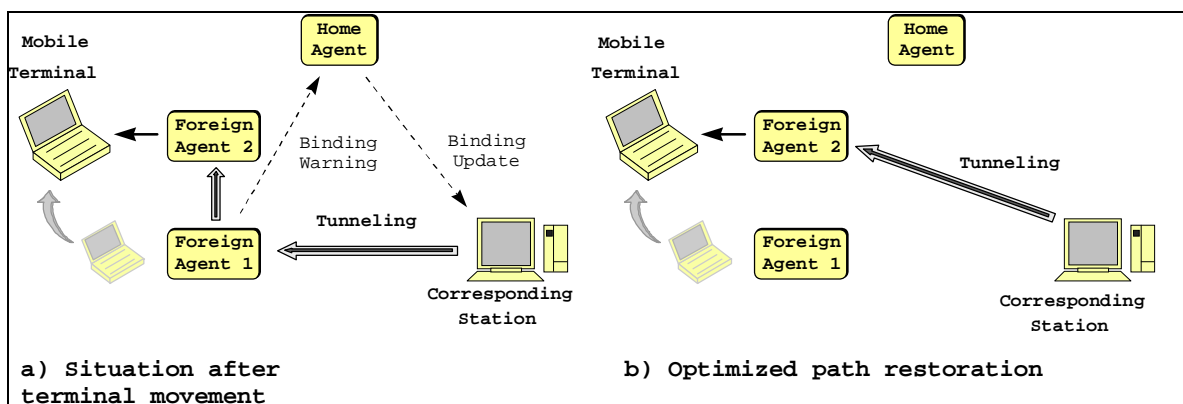 Home
Agent
Mobile
Terminal
Foreign
Agent 2
Binding
Warning
Binding
Update
Tunneling
Foreign
Agent 1
Corresponding
Station
a) Situation after
terminal movement
Home
Agent
Mobile
Terminal
Foreign
Agent 2
Tunneling
Foreign
Agent 1
Corresponding
Station
b) Optimized path restoration